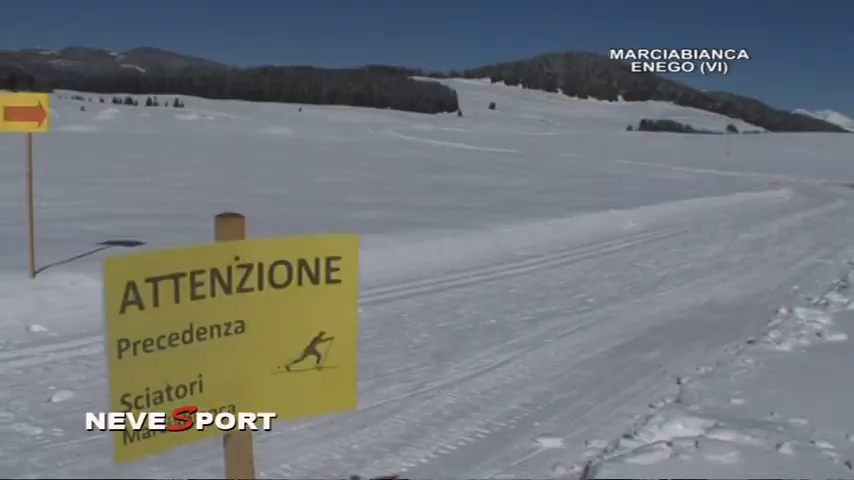 MARCIABIANCA
ENEGO (VI)
ATTENZIONE
Precedenza
Sciatori
NEVESPORT